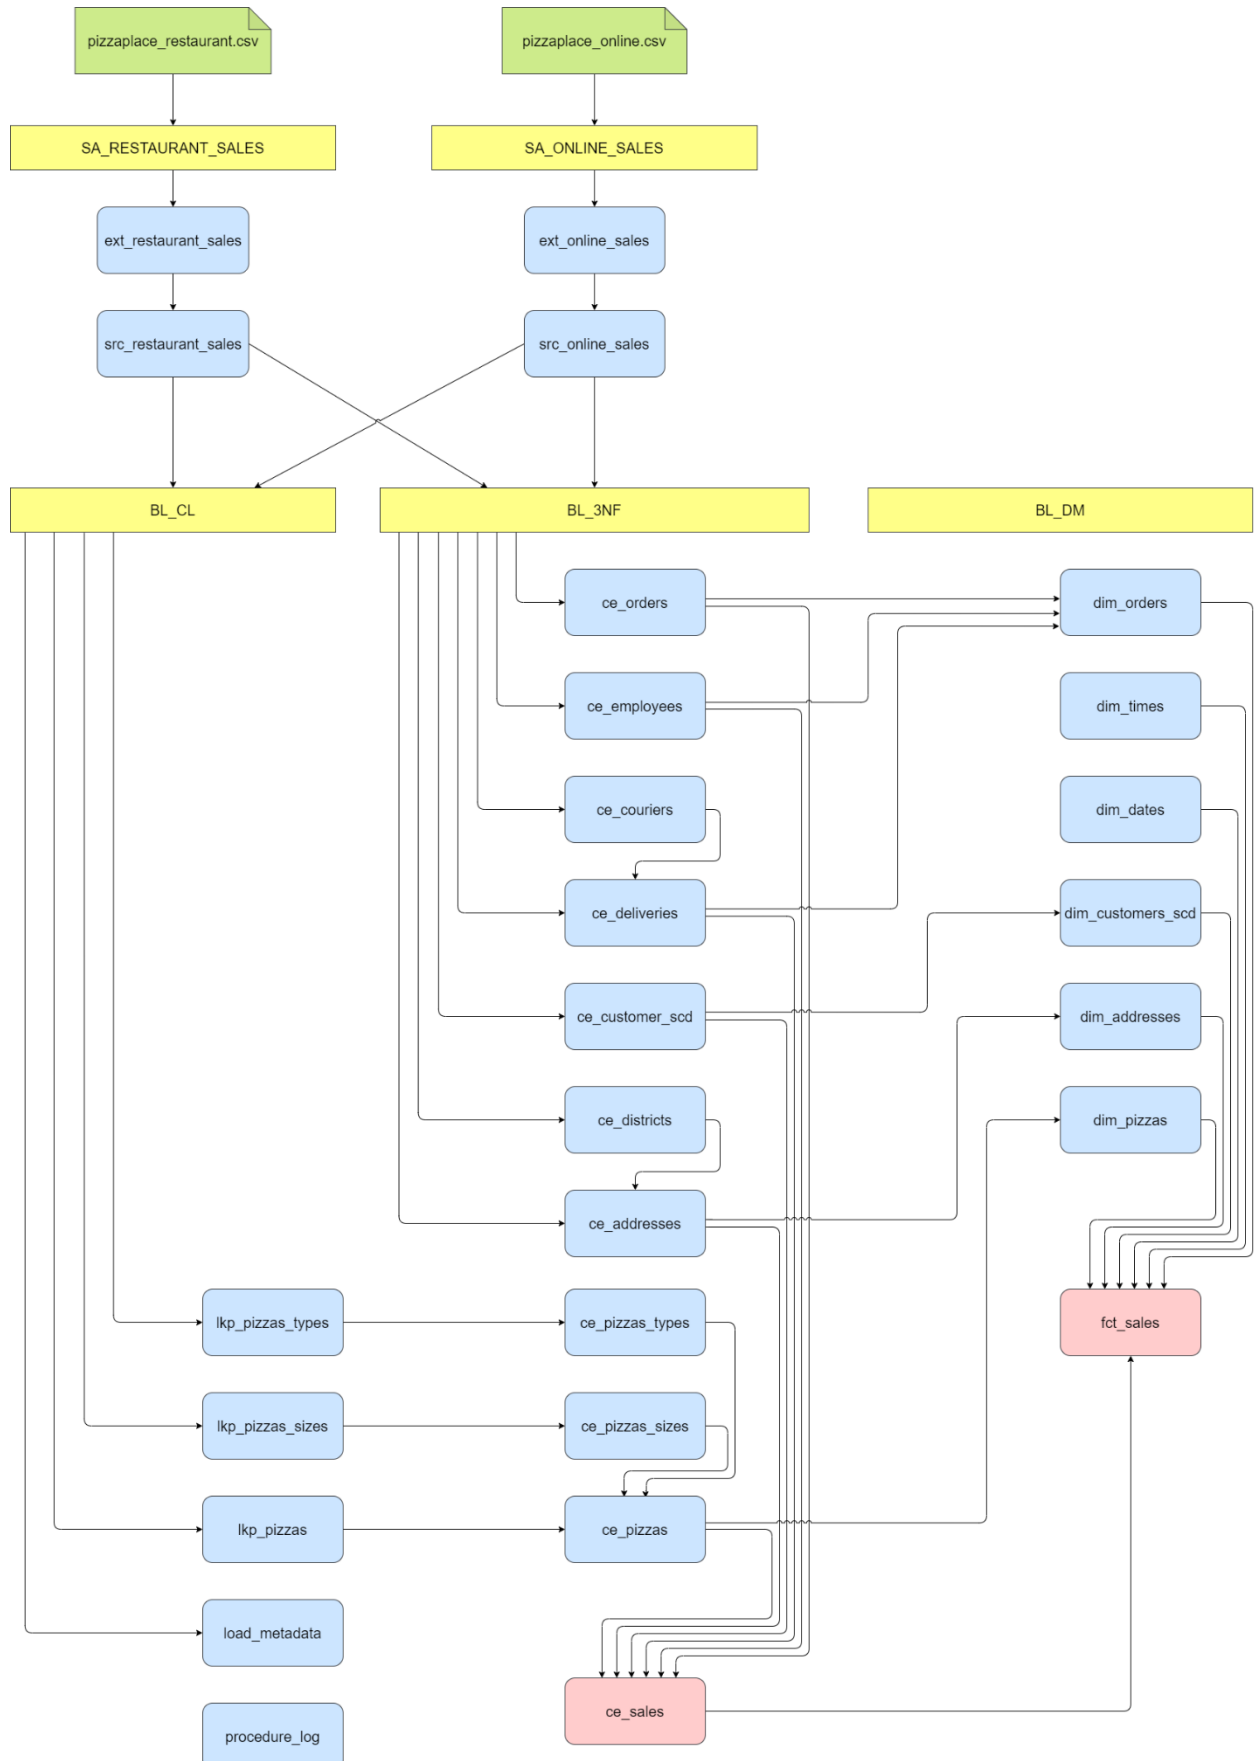 pizzaplace_restaurant.csv
pizzaplace_online.csv
SA_RESTAURANT_SALES
SA_ONLINE_SALES
ext_restaurant_sales
ext_online_sales
src_restaurant_sales
src_online_sales
BL_CL
BL_3NF
BL_DM
ce_orders
dim_orders
ce_employees
dim_times
ce_couriers
dim_dates
ce_deliveries
dim_customers_scd
ce_customer_scd
dim_addresses
ce_districts
dim_pizzas
ce_addresses
lkp_pizzas_types
ce_pizzas_types
fct_sales
lkp_pizzas_sizes
ce_pizzas_sizes
lkp_pizzas
ce_pizzas
load_metadata
ce_sales
procedure_log